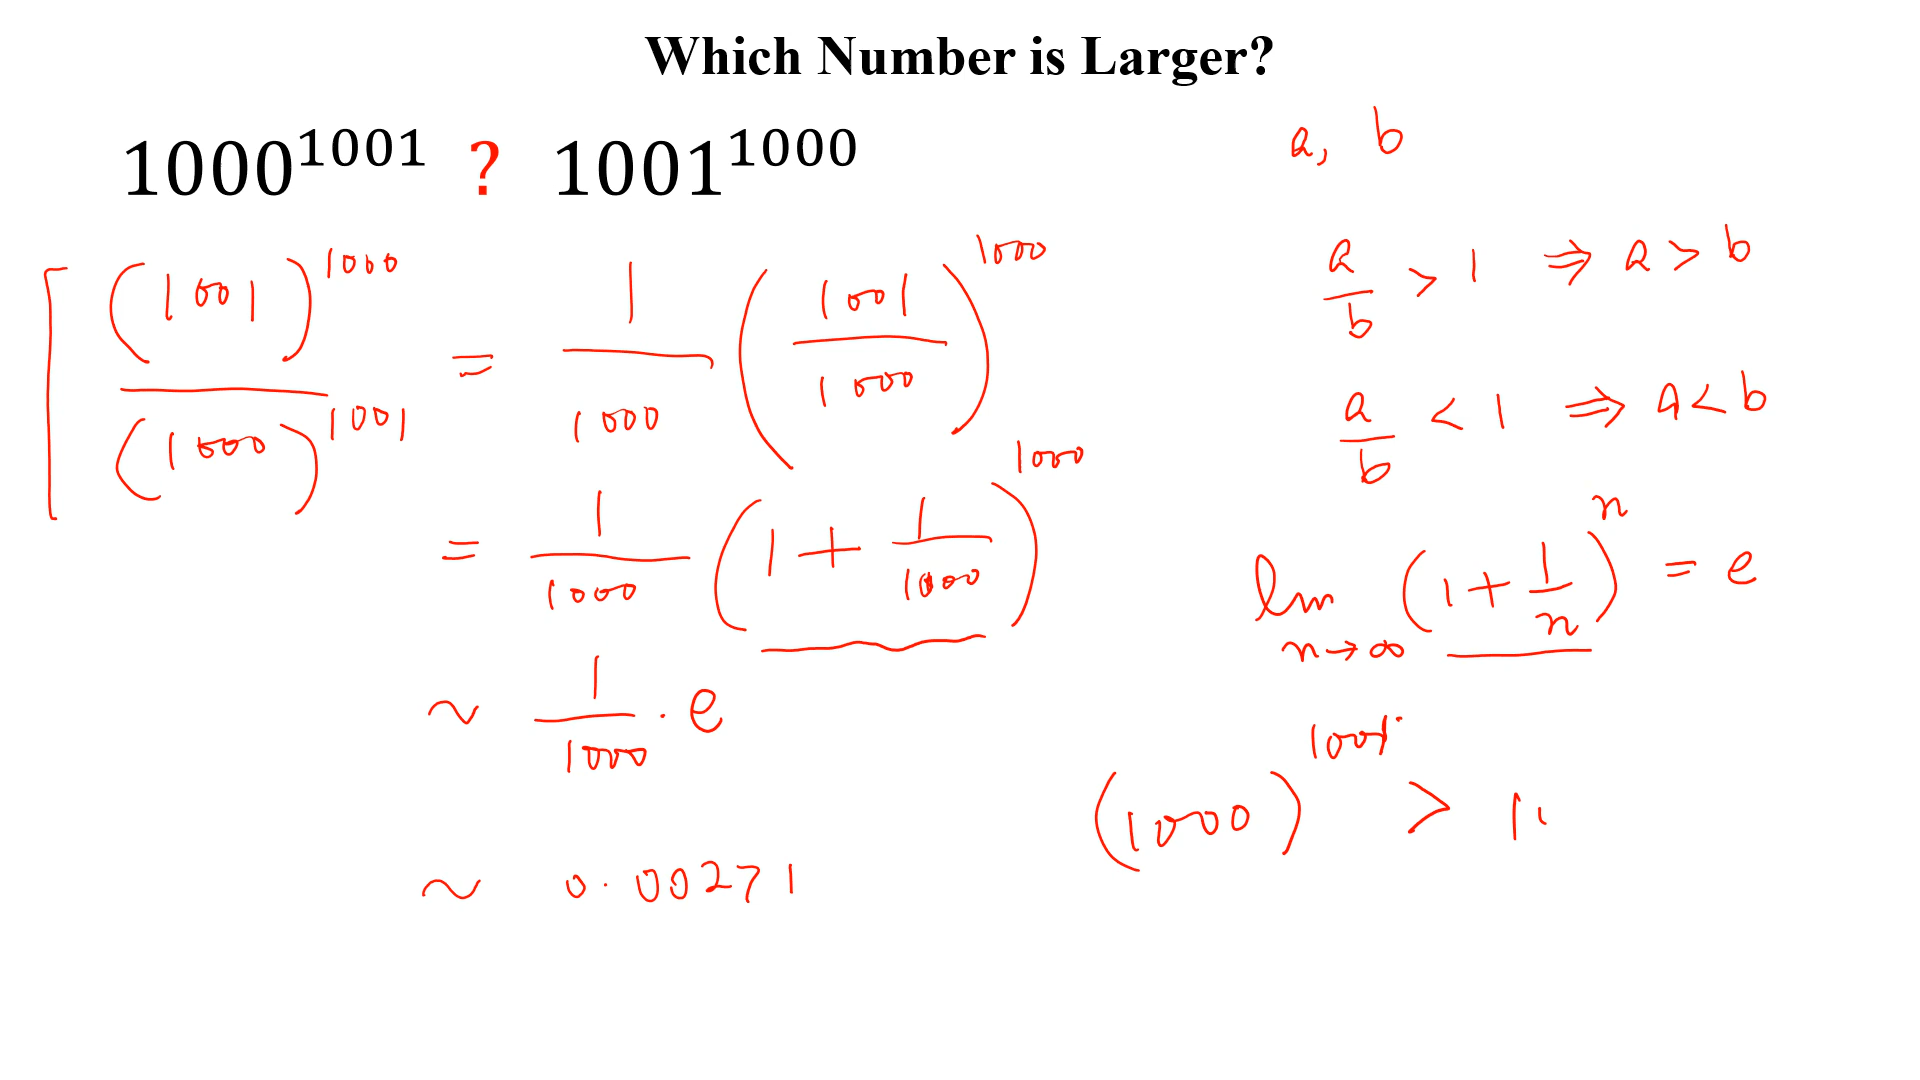 Which Number is Larger?
1000^1001 ? 1001^1000
a, b
(1001)^1000 / (1000)^1001 = 1/1000 (1001/1000)^1000
a/b > 1 ⇒ a > b
= 1/1000 (1 + 1/1000)^1000
a/b < 1 ⇒ a < b
lim n→∞ (1 + 1/n)^n = e
~ 1/1000 · e
(1000)^1001 > 1
~ 0.00271